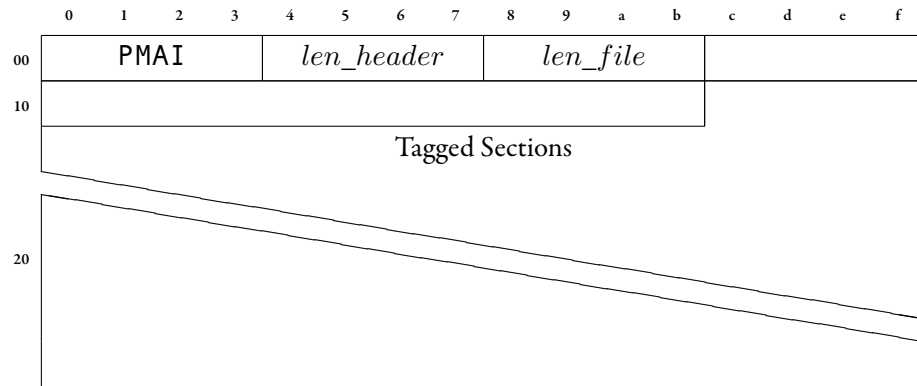 0 1 2 3 4 5 6 7 8 9 a b c d e f
00 PMAI len_header len_file
10
Tagged Sections
20